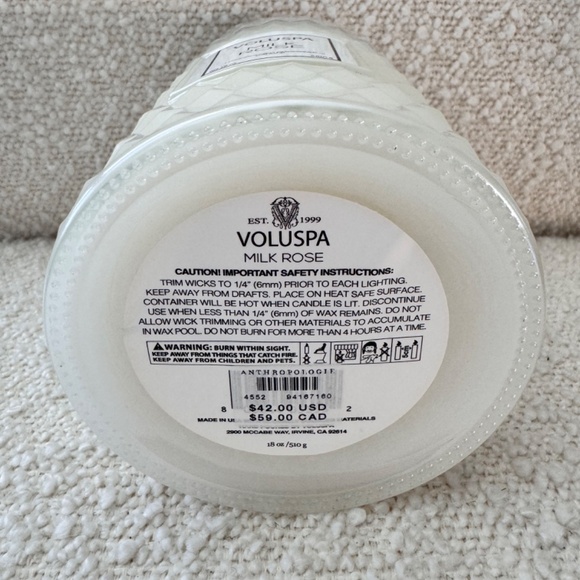 VOLUSPA
MILK
ROSE
EST. 1999
VOLUSPA
MILK ROSE
CAUTION! IMPORTANT SAFETY INSTRUCTIONS:
TRIM WICKS TO 1/4" (6mm) PRIOR TO EACH LIGHTING.
KEEP AWAY FROM DRAFTS. PLACE ON HEAT SAFE SURFACE.
CONTAINER WILL BE HOT WHEN CANDLE IS LIT. DISCONTINUE
USE WHEN LESS THAN 1/4" (6mm) OF WAX REMAINS. DO NOT
ALLOW WICK TRIMMING OR OTHER MATERIALS TO ACCUMULATE
IN WAX POOL. DO NOT BURN FOR MORE THAN 4 HOURS AT A TIME.
WARNING: BURN WITHIN SIGHT.
KEEP AWAY FROM THINGS THAT CATCH FIRE.
KEEP AWAY FROM CHILDREN AND PETS.
ANTHROPOLOGIE
4552 94167160
8 $42.00 USD 2
$59.00 CAD
MADE IN
2900 MCCABE WAY, IRVINE, CA 92614
18 oz /510 g